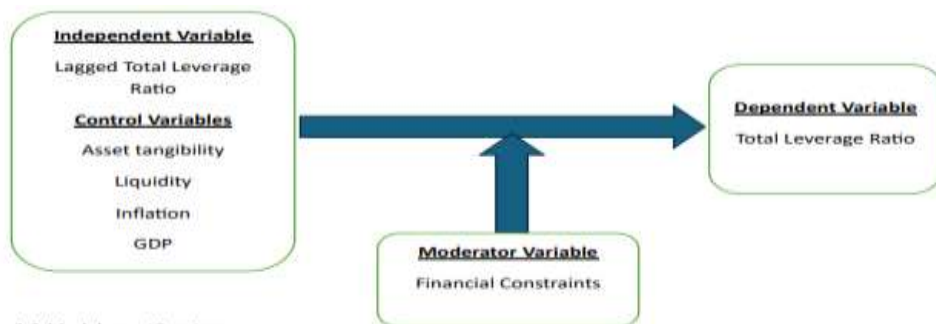 Independent Variable
Lagged Total Leverage
Ratio
Control Variables
Asset tangibility
Liquidity
Inflation
GDP
Dependent Variable
Total Leverage Ratio
Moderator Variable
Financial Constraints